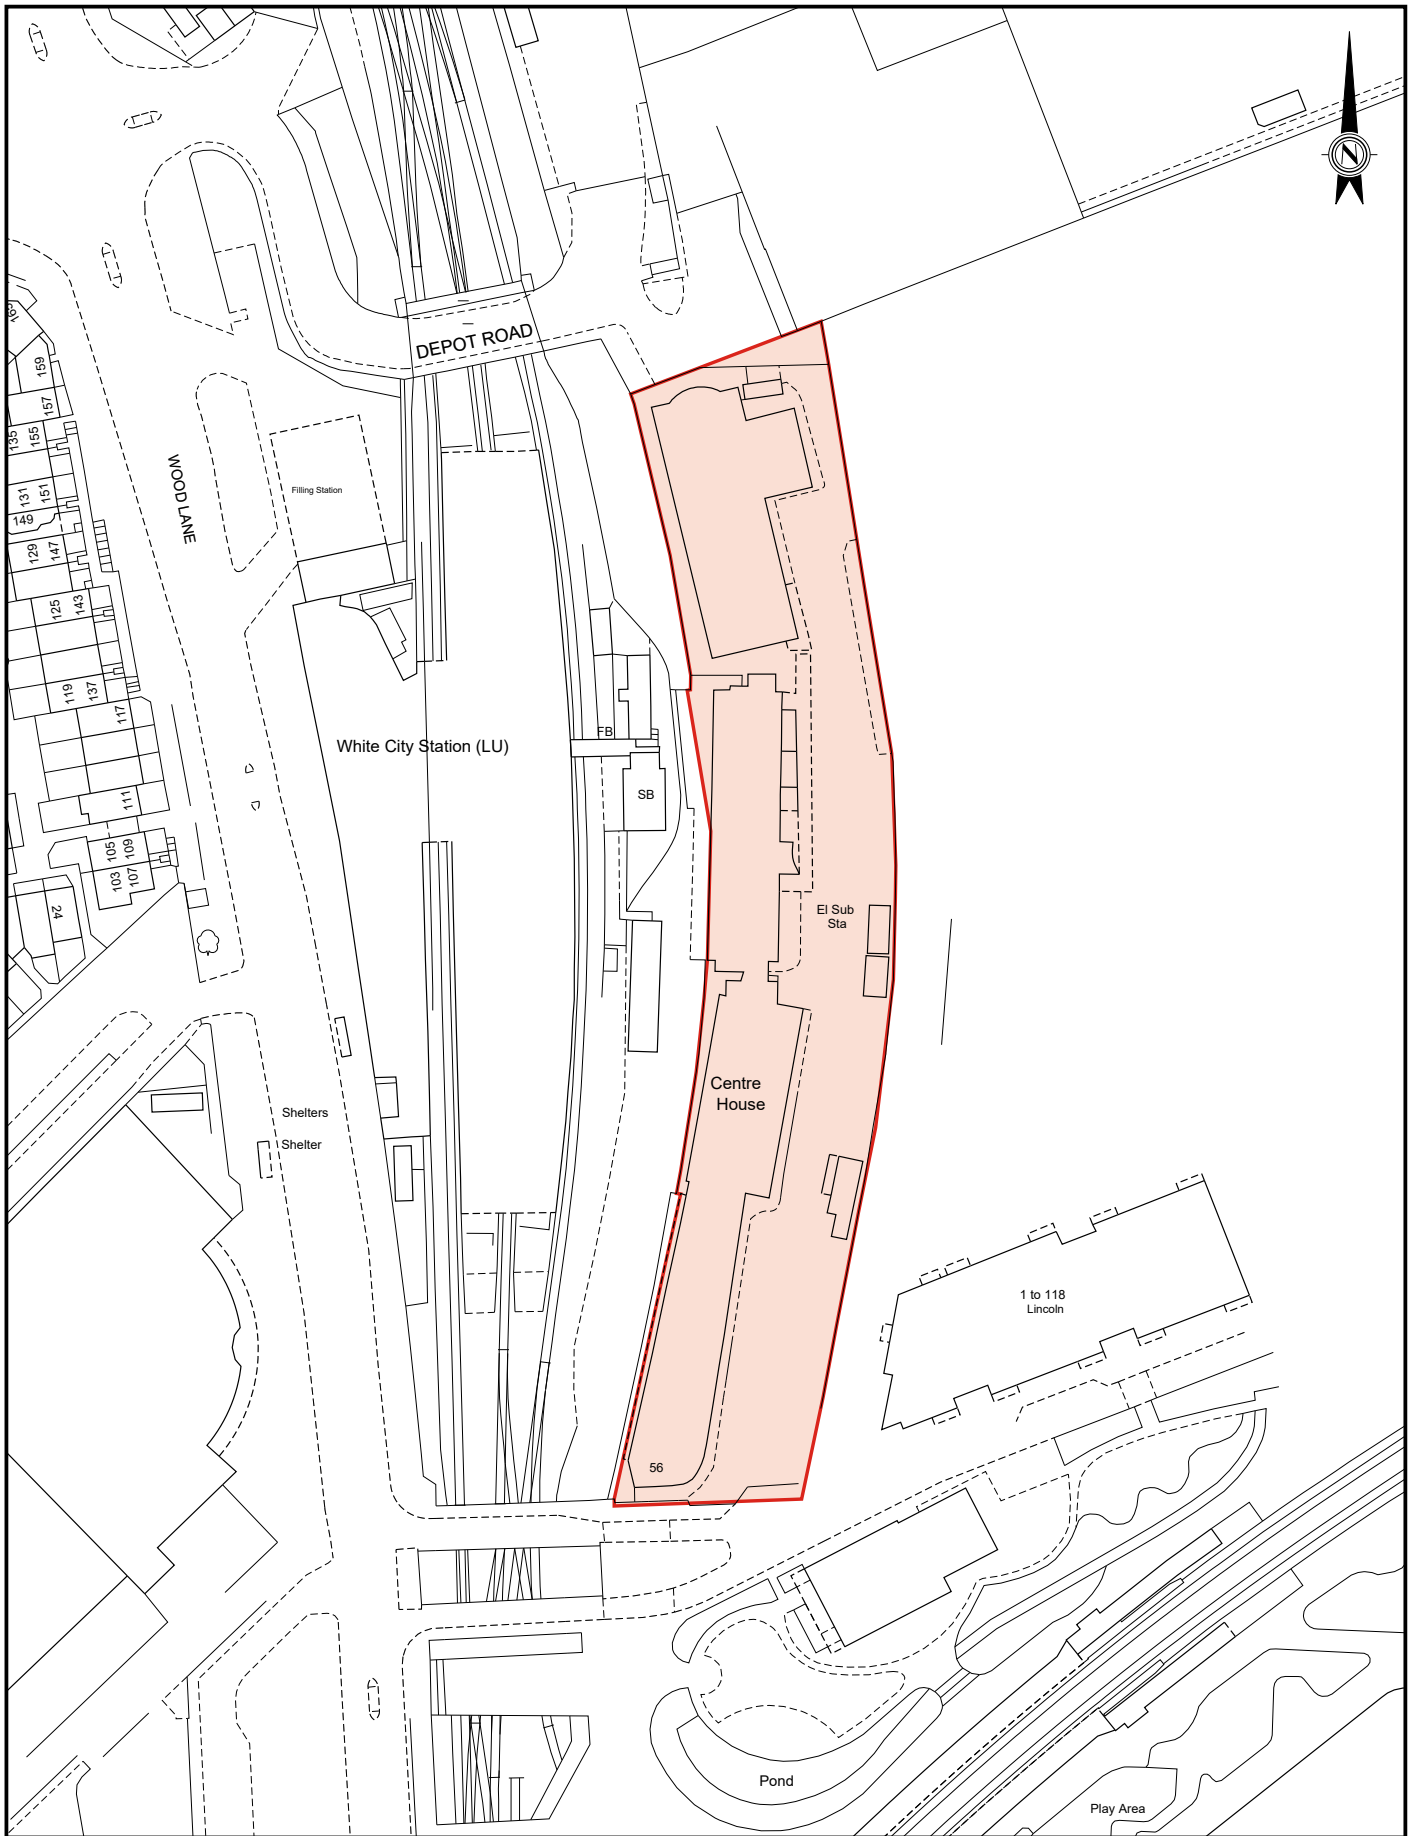 N
DEPOT ROAD
163
159
157
155
135
WOOD LANE
151
131
Filling Station
149
147
129
143
125
137
119
117
White City Station (LU)
FB
SB
111
109
105
107
103
24
El Sub
Sta
Centre
House
Shelters
Shelter
1 to 118
Lincoln
56
Pond
Play Area